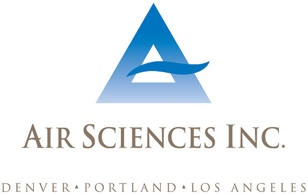 AIR SCIENCES INC.
DENVER ▲ PORTLAND ▲ LOS ANGELES